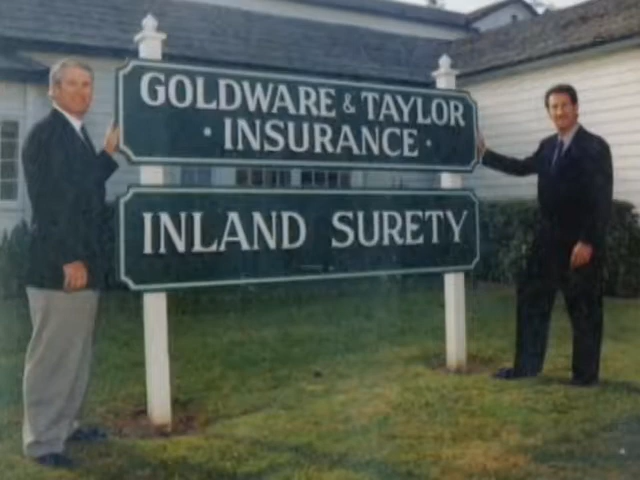 GOLDWARE & TAYLOR
· INSURANCE ·
INLAND SURETY